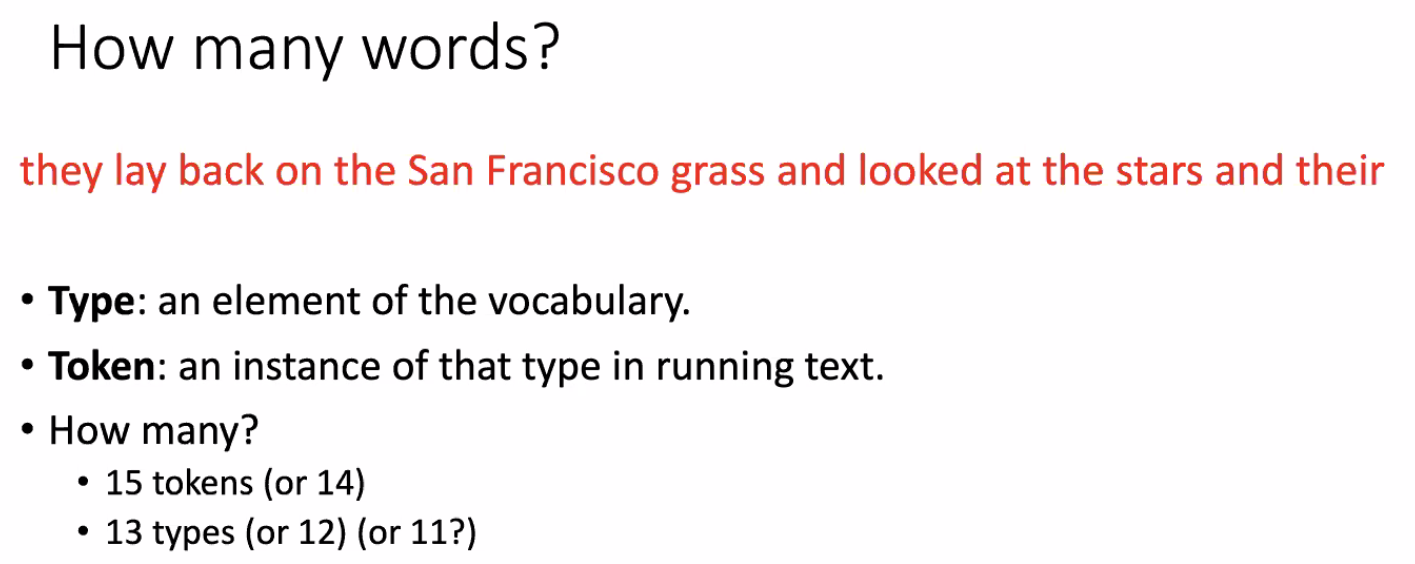 How many words?
they lay back on the San Francisco grass and looked at the stars and their
• Type: an element of the vocabulary.
• Token: an instance of that type in running text.
• How many?
• 15 tokens (or 14)
• 13 types (or 12) (or 11?)